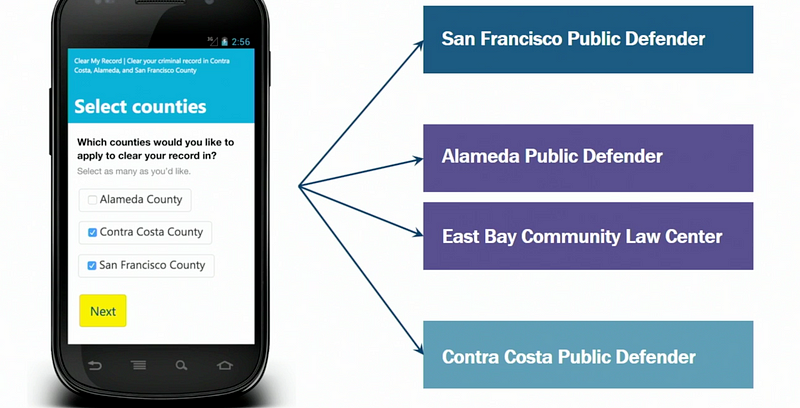 3G 2:56
Clear My Record | Clear your criminal record in Contra
Costa, Alameda, and San Francisco County
Select counties
Which counties would you like to
apply to clear your record in?
Select as many as you'd like.
Alameda County
Contra Costa County
San Francisco County
Next
San Francisco Public Defender
Alameda Public Defender
East Bay Community Law Center
Contra Costa Public Defender